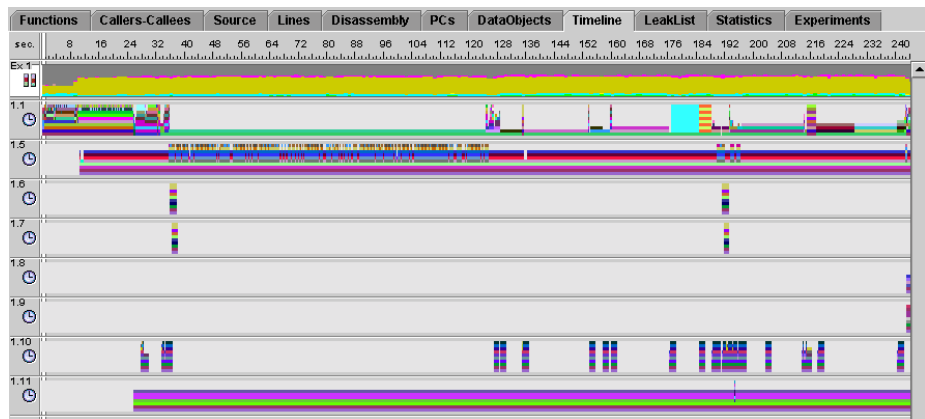 Functions Callers-Callees Source Lines Disassembly PCs DataObjects Timeline LeakList Statistics Experiments
sec. 8 16 24 32 40 48 56 64 72 80 88 96 104 112 120 128 136 144 152 160 168 176 184 192 200 208 216 224 232 240
Ex 1
1.1
1.5
1.6
1.7
1.8
1.9
1.10
1.11